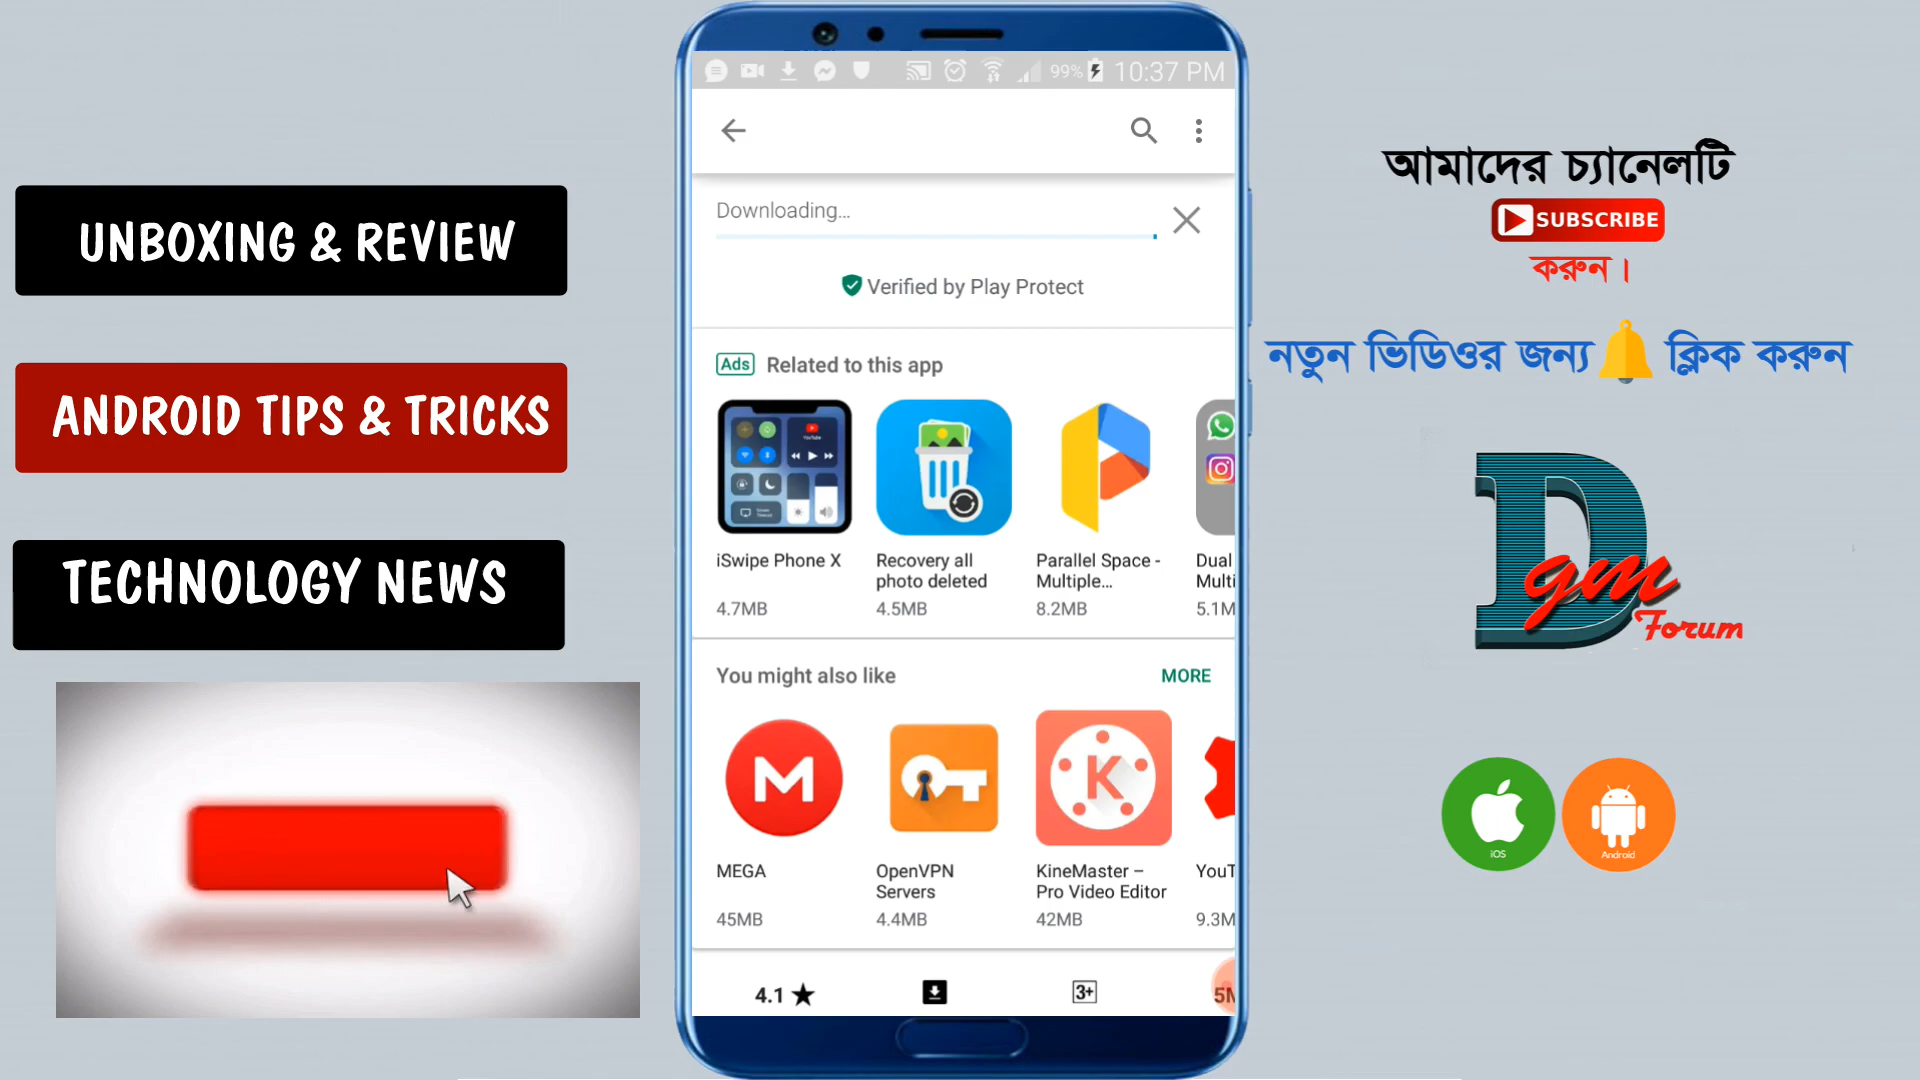 UNBOXING & REVIEW
ANDROID TIPS & TRICKS
TECHNOLOGY NEWS
99% 10:37 PM
Downloading...
Verified by Play Protect
Ads Related to this app
YouTube
iSwipe Phone X
4.7MB
Recovery all
photo deleted
4.5MB
Parallel Space -
Multiple...
8.2MB
Dual
Multi
5.1M
You might also like MORE
MEGA
45MB
OpenVPN
Servers
4.4MB
KineMaster –
Pro Video Editor
42MB
YouT
9.3M
4.1 ★
3+
5M
আমাদের চ্যানেলটি
SUBSCRIBE
করুন।
নতুন ভিডিওর জন্য ক্লিক করুন
D gm
Forum
iOS
Android